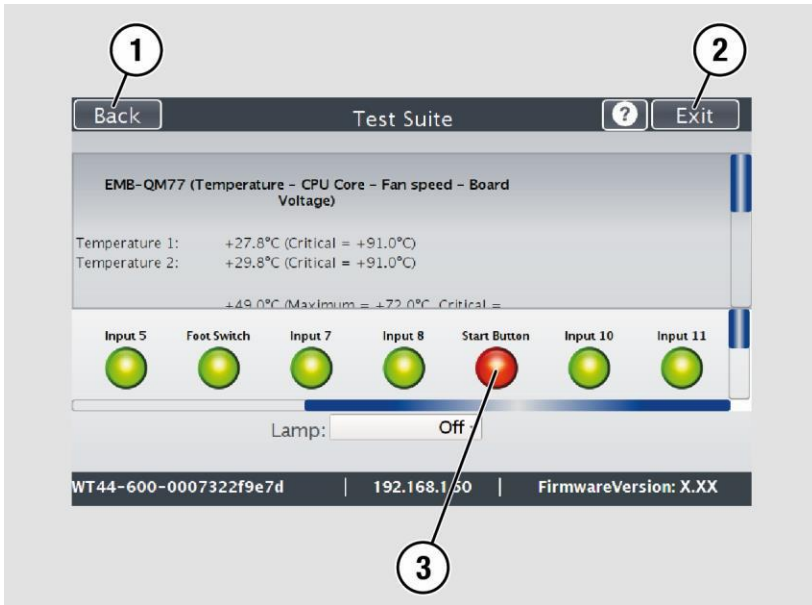 1
2
Back
Test Suite
?
Exit
EMB-QM77 (Temperature - CPU Core - Fan speed - Board
Voltage)
Temperature 1: +27.8°C (Critical = +91.0°C)
Temperature 2: +29.8°C (Critical = +91.0°C)
+49.0°C (Maximum = +72.0°C, Critical =
Input 5
Foot Switch
Input 7
Input 8
Start Button
Input 10
Input 11
Lamp: Off
WT44-600-0007322f9e7d | 192.168.1.50 | FirmwareVersion: X.XX
3